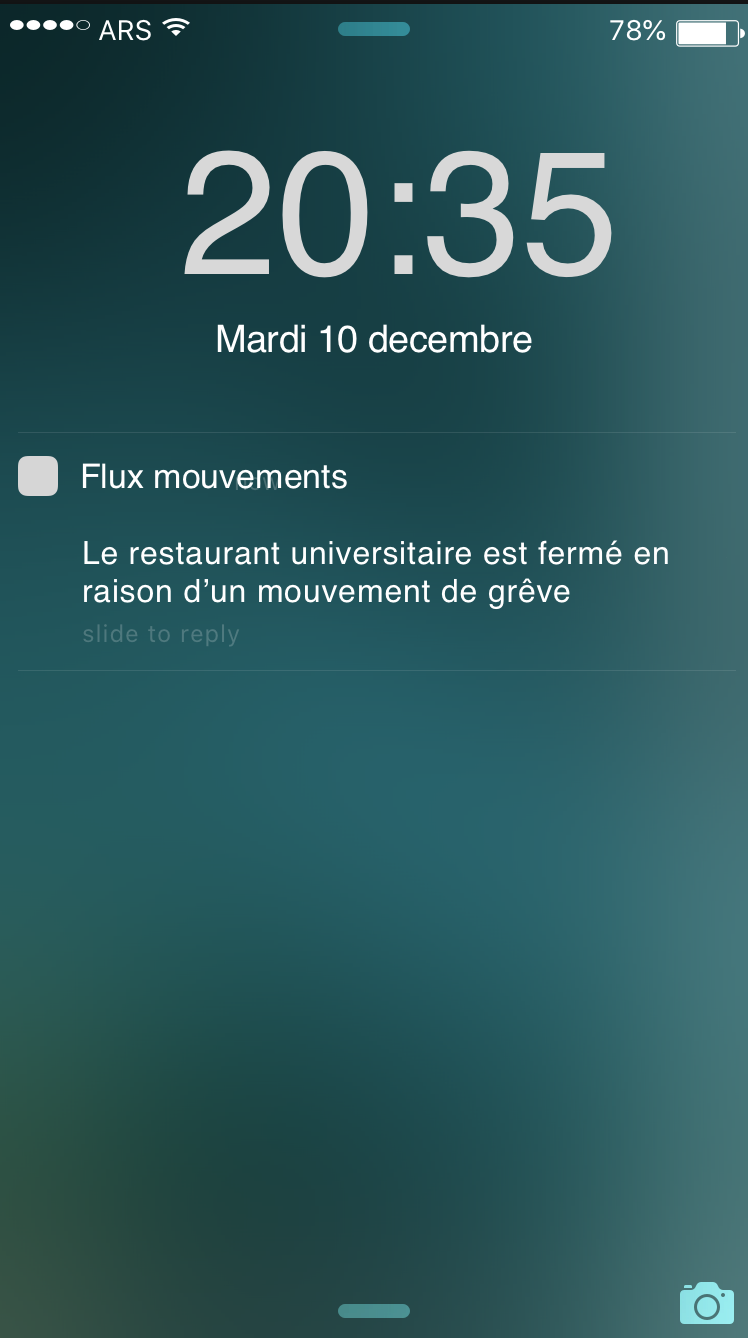 ARS 78%
20:35
Mardi 10 decembre
Flux mouvements
Le restaurant universitaire est fermé en
raison d’un mouvement de grêve
slide to reply